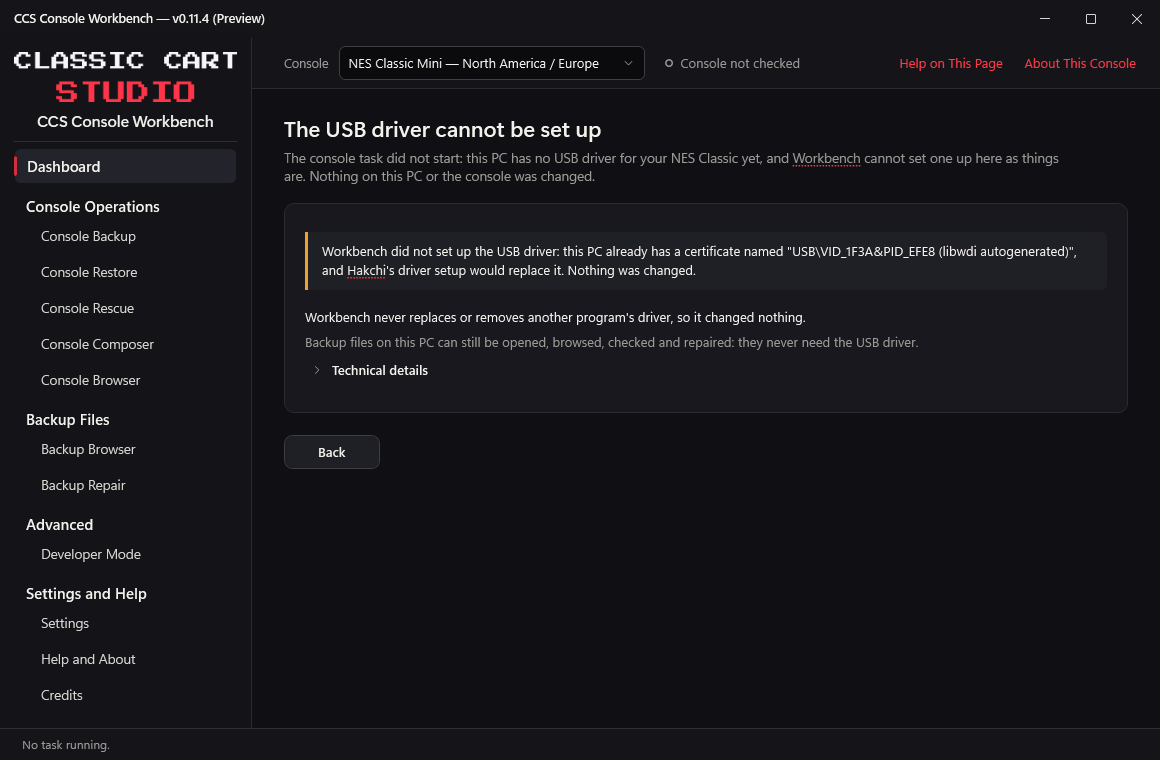 CCS Console Workbench — v0.11.4 (Preview)
CLASSIC CART
STUDIO
CCS Console Workbench
Dashboard
Console Operations
Console Backup
Console Restore
Console Rescue
Console Composer
Console Browser
Backup Files
Backup Browser
Backup Repair
Advanced
Developer Mode
Settings and Help
Settings
Help and About
Credits
Console
NES Classic Mini — North America / Europe
Console not checked
Help on This Page
About This Console
The USB driver cannot be set up
The console task did not start: this PC has no USB driver for your NES Classic yet, and Workbench cannot set one up here as things
are. Nothing on this PC or the console was changed.
Workbench did not set up the USB driver: this PC already has a certificate named "USB\VID_1F3A&PID_EFE8 (libwdi autogenerated)",
and Hakchi's driver setup would replace it. Nothing was changed.
Workbench never replaces or removes another program's driver, so it changed nothing.
Backup files on this PC can still be opened, browsed, checked and repaired: they never need the USB driver.
Technical details
Back
No task running.